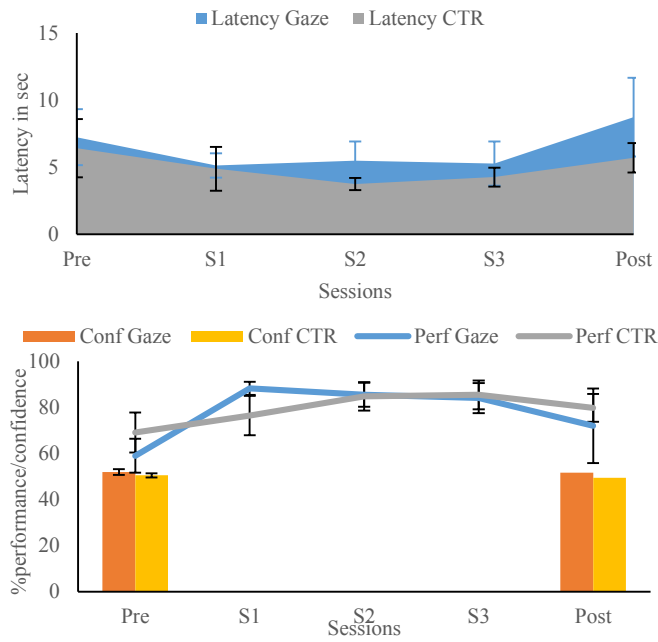 Latency Gaze Latency CTR
15
10
5
0
Latency in sec
Pre S1 S2 S3 Post
Sessions
Conf Gaze Conf CTR Perf Gaze Perf CTR
100
80
60
40
20
0
%performance/confidence
Pre S1 S2 S3 Post
Sessions